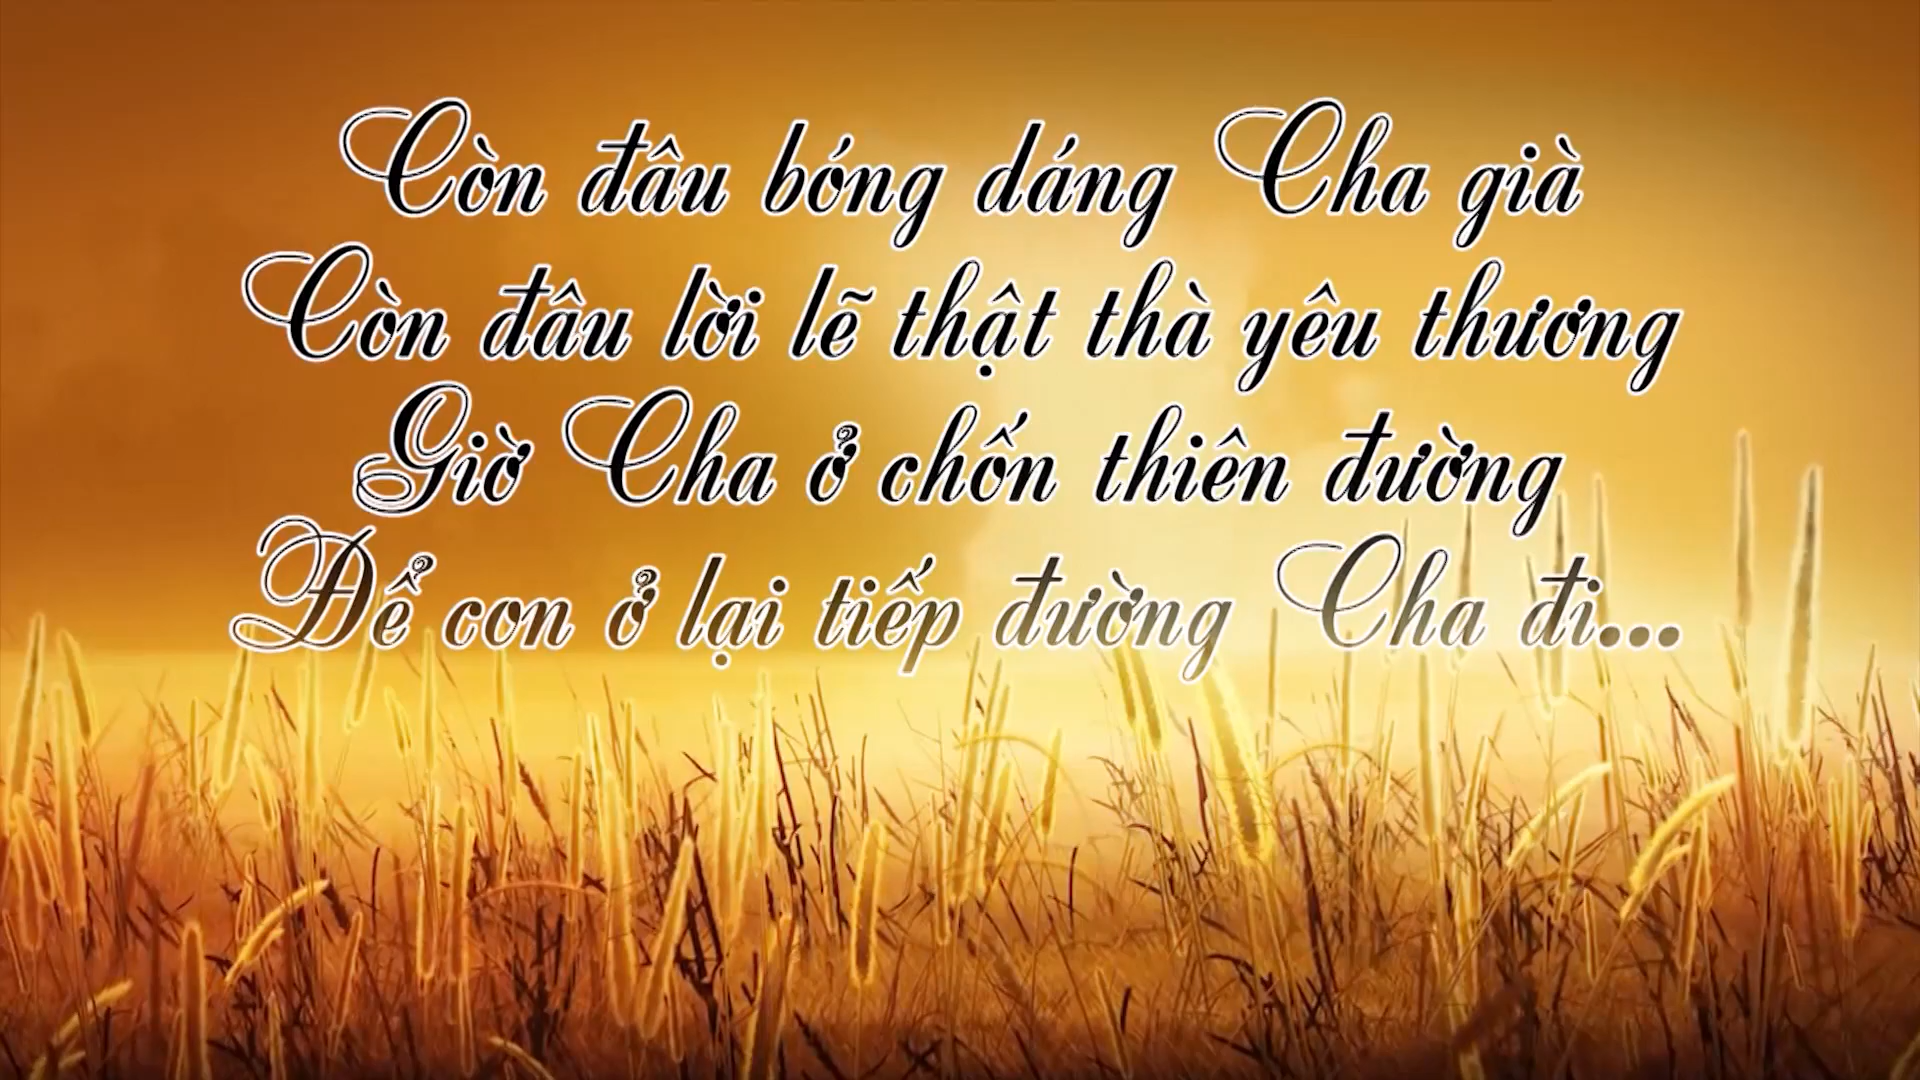 Còn đâu bóng dáng Cha già
Còn đâu lời lẽ thật thà yêu thương
Giờ Cha ở chốn thiên đường
Để con ở lại tiếp đường Cha đi...